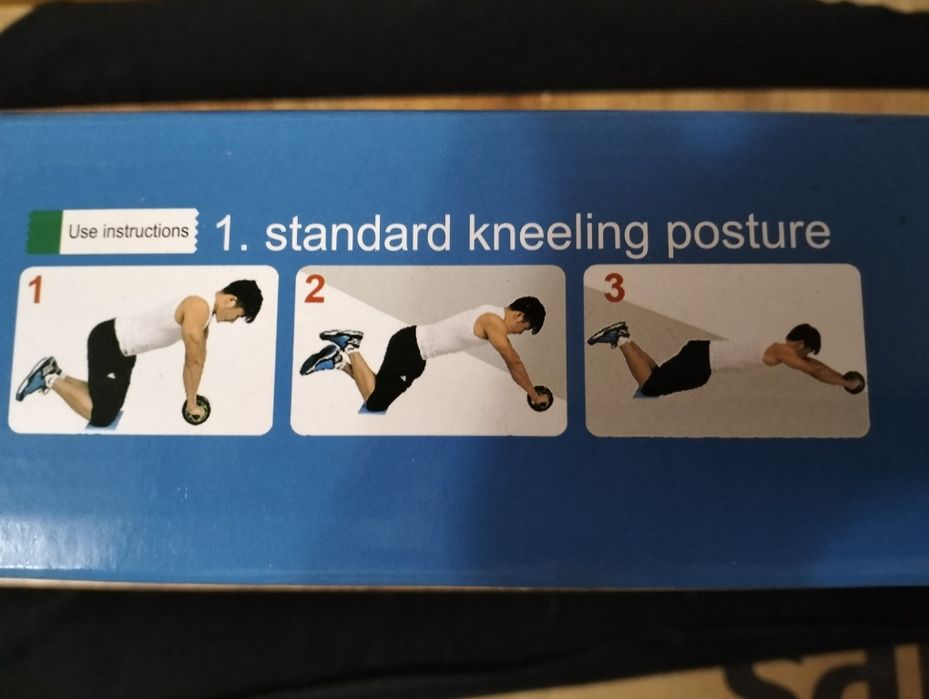 Use instructions
1. standard kneeling posture
1
2
3